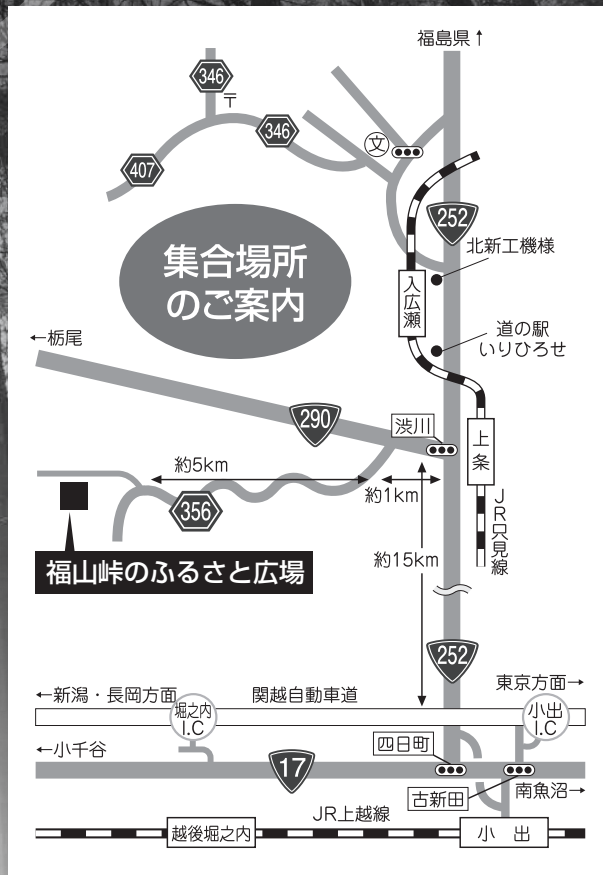 福島県↑
346
〒
346
407
文
252
北新工機様
集合場所
のご案内
入広瀬
道の駅
いりひろせ
←栃尾
290
渋川
上条
約5km
約1km
356
JR只見線
約15km
福山峠のふるさと広場
252
←新潟・長岡方面
関越自動車道
東京方面→
堀之内
I.C
小出
I.C
←小千谷
四日町
17
古新田
南魚沼→
JR上越線
越後堀之内
小出